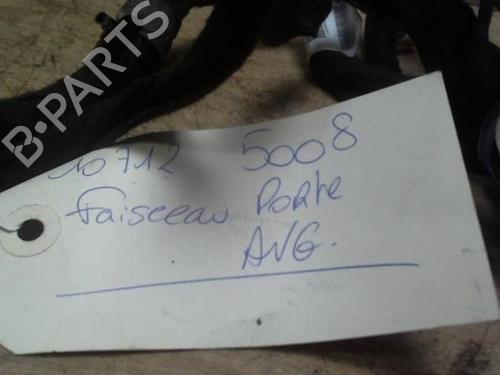 B-PARTS
10712 5008
faisceau Porte
AVG.